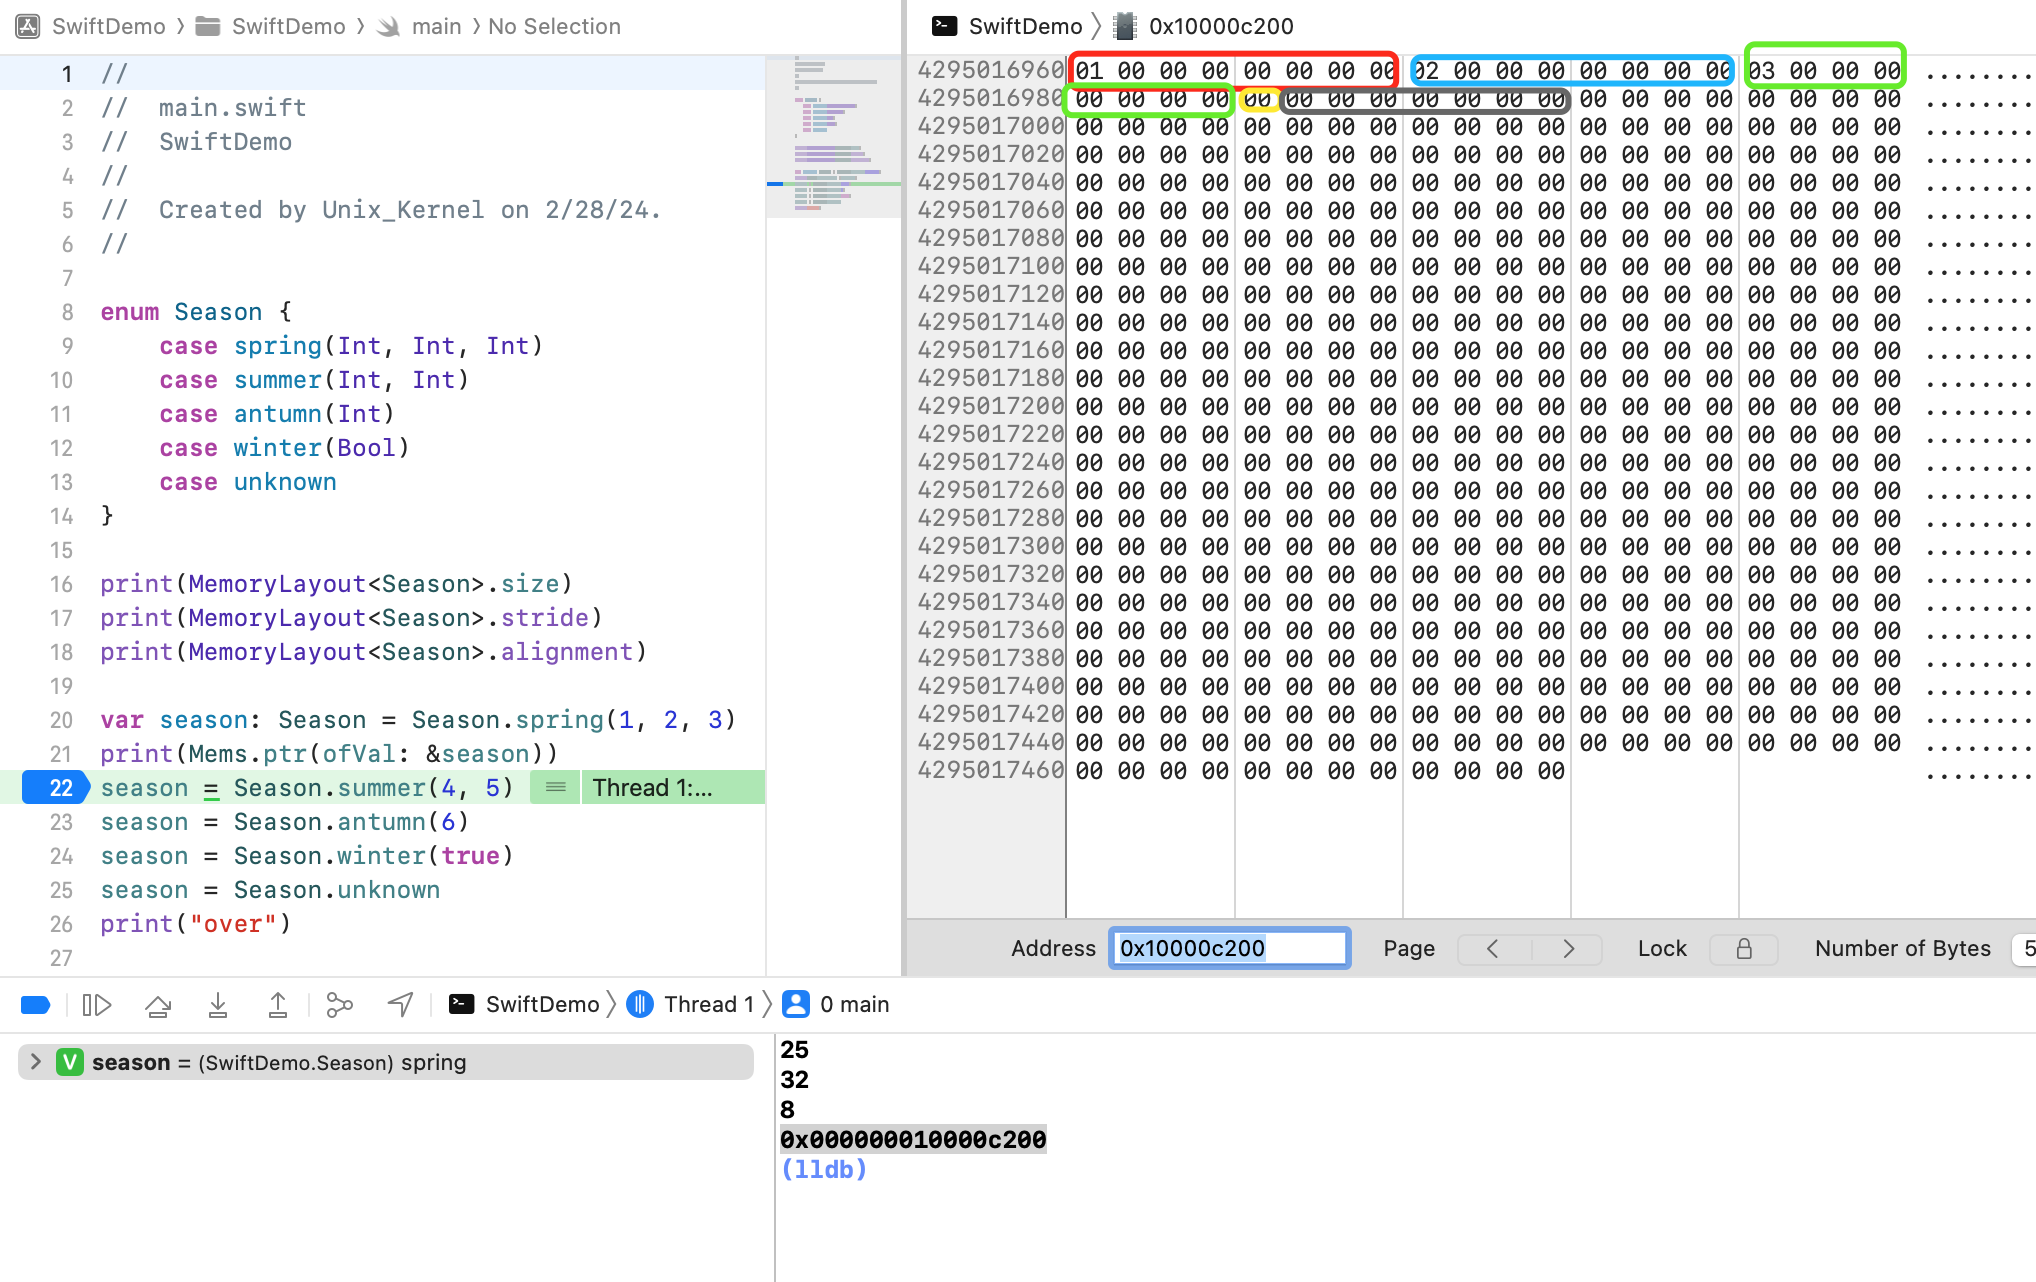 SwiftDemo > SwiftDemo > main > No Selection
1 //
2 //  main.swift
3 //  SwiftDemo
4 //
5 //  Created by Unix_Kernel on 2/28/24.
6 //
7
8 enum Season {
9     case spring(Int, Int, Int)
10     case summer(Int, Int)
11     case antumn(Int)
12     case winter(Bool)
13     case unknown
14 }
15
16 print(MemoryLayout<Season>.size)
17 print(MemoryLayout<Season>.stride)
18 print(MemoryLayout<Season>.alignment)
19
20 var season: Season = Season.spring(1, 2, 3)
21 print(Mems.ptr(ofVal: &season))
22 season = Season.summer(4, 5) Thread 1:...
23 season = Season.antumn(6)
24 season = Season.winter(true)
25 season = Season.unknown
26 print("over")
27
SwiftDemo > 0x10000c200
4295016960 01 00 00 00 00 00 00 00 02 00 00 00 00 00 00 00 03 00 00 00 ........
4295016980 00 00 00 00 00 00 00 00 00 00 00 00 00 00 00 00 00 00 00 00 ........
4295017000 00 00 00 00 00 00 00 00 00 00 00 00 00 00 00 00 00 00 00 00 ........
4295017020 00 00 00 00 00 00 00 00 00 00 00 00 00 00 00 00 00 00 00 00 ........
4295017040 00 00 00 00 00 00 00 00 00 00 00 00 00 00 00 00 00 00 00 00 ........
4295017060 00 00 00 00 00 00 00 00 00 00 00 00 00 00 00 00 00 00 00 00 ........
4295017080 00 00 00 00 00 00 00 00 00 00 00 00 00 00 00 00 00 00 00 00 ........
4295017100 00 00 00 00 00 00 00 00 00 00 00 00 00 00 00 00 00 00 00 00 ........
4295017120 00 00 00 00 00 00 00 00 00 00 00 00 00 00 00 00 00 00 00 00 ........
4295017140 00 00 00 00 00 00 00 00 00 00 00 00 00 00 00 00 00 00 00 00 ........
4295017160 00 00 00 00 00 00 00 00 00 00 00 00 00 00 00 00 00 00 00 00 ........
4295017180 00 00 00 00 00 00 00 00 00 00 00 00 00 00 00 00 00 00 00 00 ........
4295017200 00 00 00 00 00 00 00 00 00 00 00 00 00 00 00 00 00 00 00 00 ........
4295017220 00 00 00 00 00 00 00 00 00 00 00 00 00 00 00 00 00 00 00 00 ........
4295017240 00 00 00 00 00 00 00 00 00 00 00 00 00 00 00 00 00 00 00 00 ........
4295017260 00 00 00 00 00 00 00 00 00 00 00 00 00 00 00 00 00 00 00 00 ........
4295017280 00 00 00 00 00 00 00 00 00 00 00 00 00 00 00 00 00 00 00 00 ........
4295017300 00 00 00 00 00 00 00 00 00 00 00 00 00 00 00 00 00 00 00 00 ........
4295017320 00 00 00 00 00 00 00 00 00 00 00 00 00 00 00 00 00 00 00 00 ........
4295017340 00 00 00 00 00 00 00 00 00 00 00 00 00 00 00 00 00 00 00 00 ........
4295017360 00 00 00 00 00 00 00 00 00 00 00 00 00 00 00 00 00 00 00 00 ........
4295017380 00 00 00 00 00 00 00 00 00 00 00 00 00 00 00 00 00 00 00 00 ........
4295017400 00 00 00 00 00 00 00 00 00 00 00 00 00 00 00 00 00 00 00 00 ........
4295017420 00 00 00 00 00 00 00 00 00 00 00 00 00 00 00 00 00 00 00 00 ........
4295017440 00 00 00 00 00 00 00 00 00 00 00 00 00 00 00 00 00 00 00 00 ........
4295017460 00 00 00 00 00 00 00 00 00 00 00 00 ........
Address 0x10000c200 Page Lock Number of Bytes 5
SwiftDemo > Thread 1 > 0 main
V season = (SwiftDemo.Season) spring
25
32
8
0x000000010000c200
(lldb)